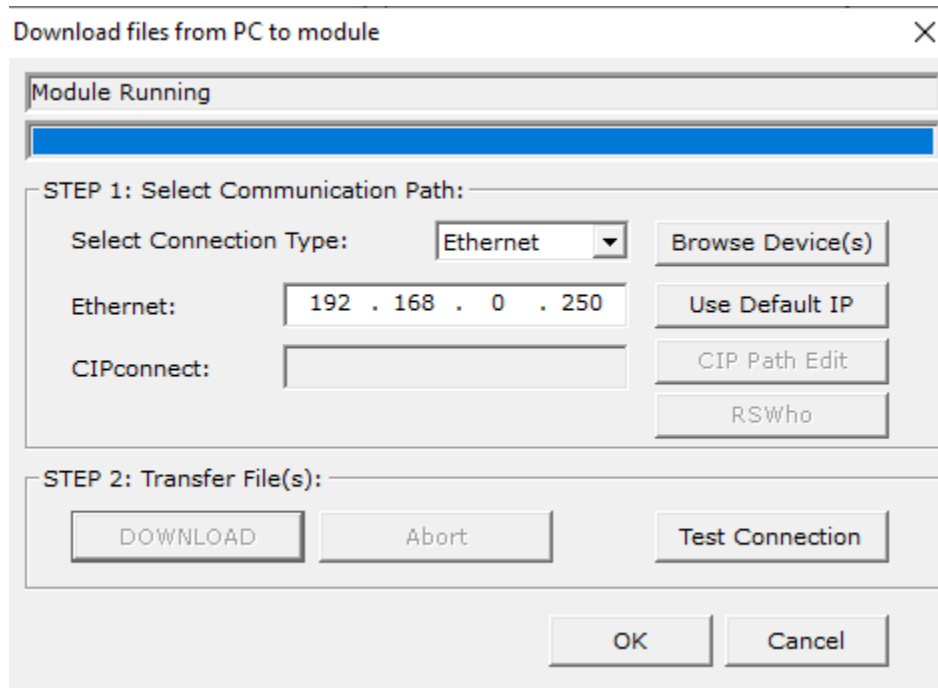 Download files from PC to module
Module Running
STEP 1: Select Communication Path:
Select Connection Type:
Ethernet
Browse Device(s)
Ethernet:
192 . 168 . 0 . 250
Use Default IP
CIPconnect:
CIP Path Edit
RSWho
STEP 2: Transfer File(s):
DOWNLOAD
Abort
Test Connection
OK
Cancel